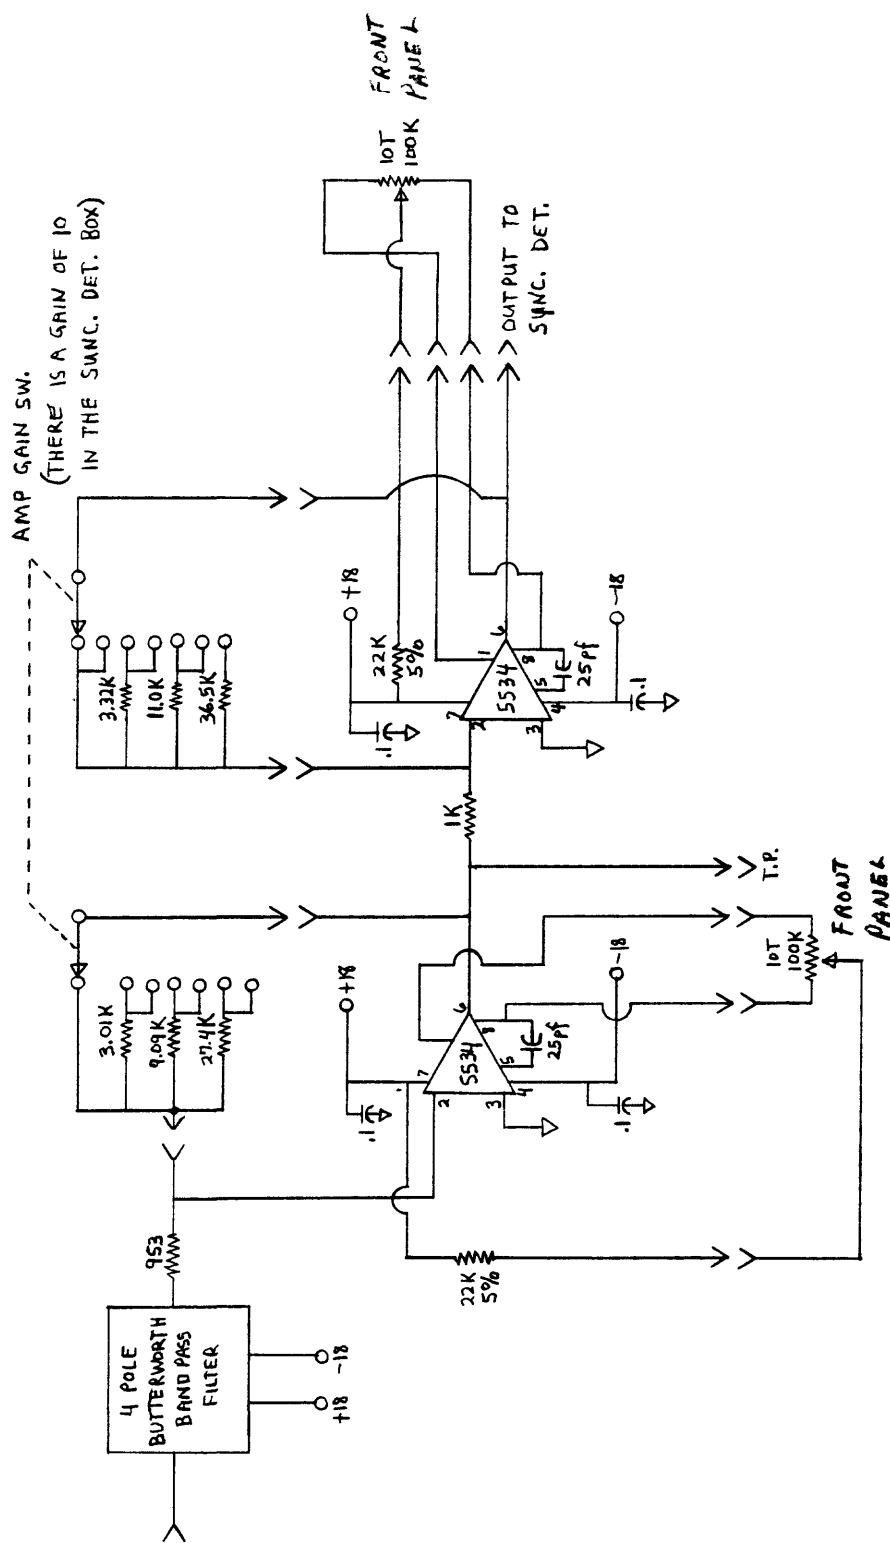 AMP GAIN SW.
(THERE IS A GAIN OF 10
IN THE SUNC. DET. BOX)
3.01K
9.09K
27.4K
3.32K
11.0K
36.5K
4 POLE
BUTTERWORTH
BAND PASS
FILTER
+18
-18
953
22K
5%
.1
+18
7
2
3
4
5534
6
8
5
25pf
.1
-18
10T
100K
FRONT
PANEL
T.P.
1K
.1
+18
22K
5%
7
2
3
4
5534
1
6
8
5
25pf
.1
-18
10T
100K
FRONT
PANEL
OUTPUT TO
SYNC. DET.